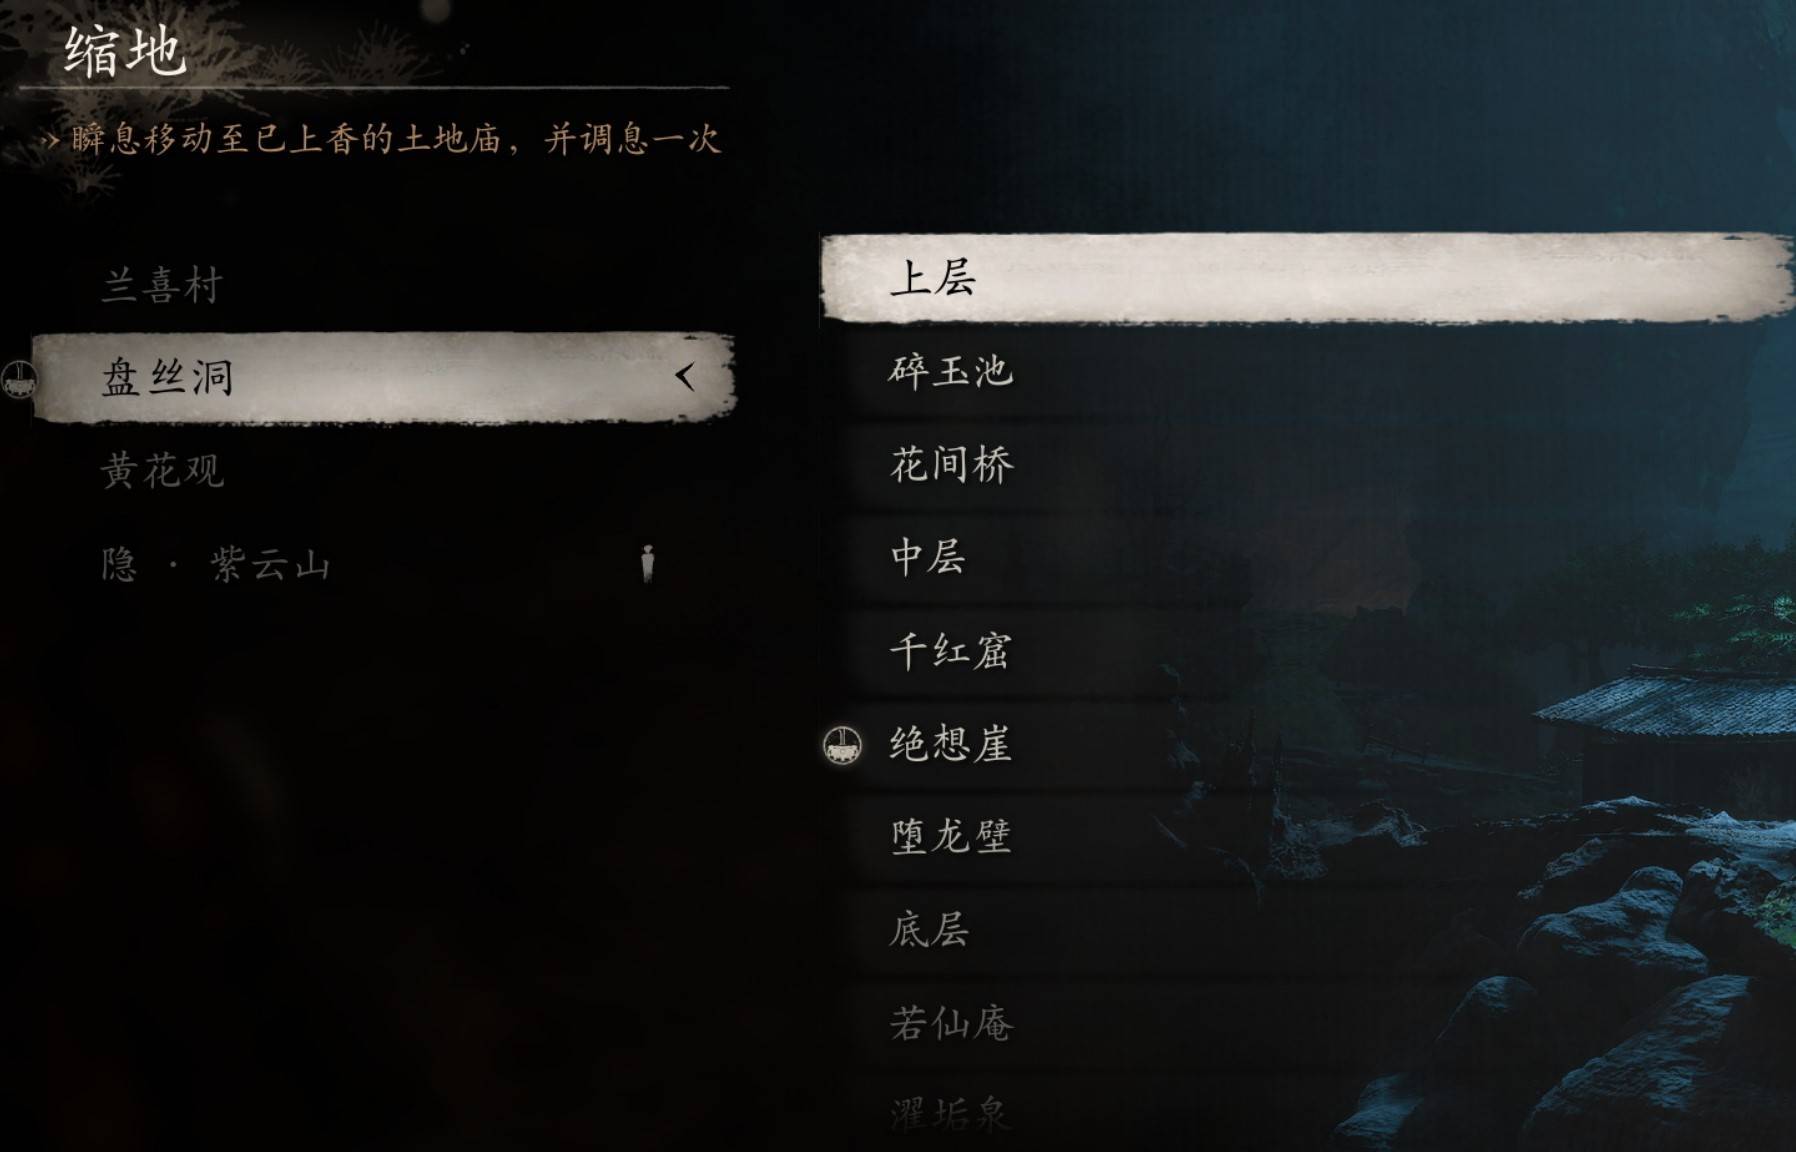 缩地
瞬息移动至已上香的土地庙，并调息一次
兰喜村
盘丝洞
黄花观
隐 · 紫云山
上层
碎玉池
花间桥
中层
千红窟
绝想崖
堕龙壁
底层
若仙庵
濯垢泉